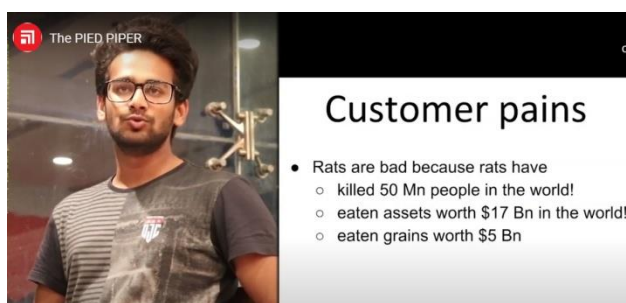 The PIED PIPER
Customer pains
● Rats are bad because rats have
○ killed 50 Mn people in the world!
○ eaten assets worth $17 Bn in the world!
○ eaten grains worth $5 Bn